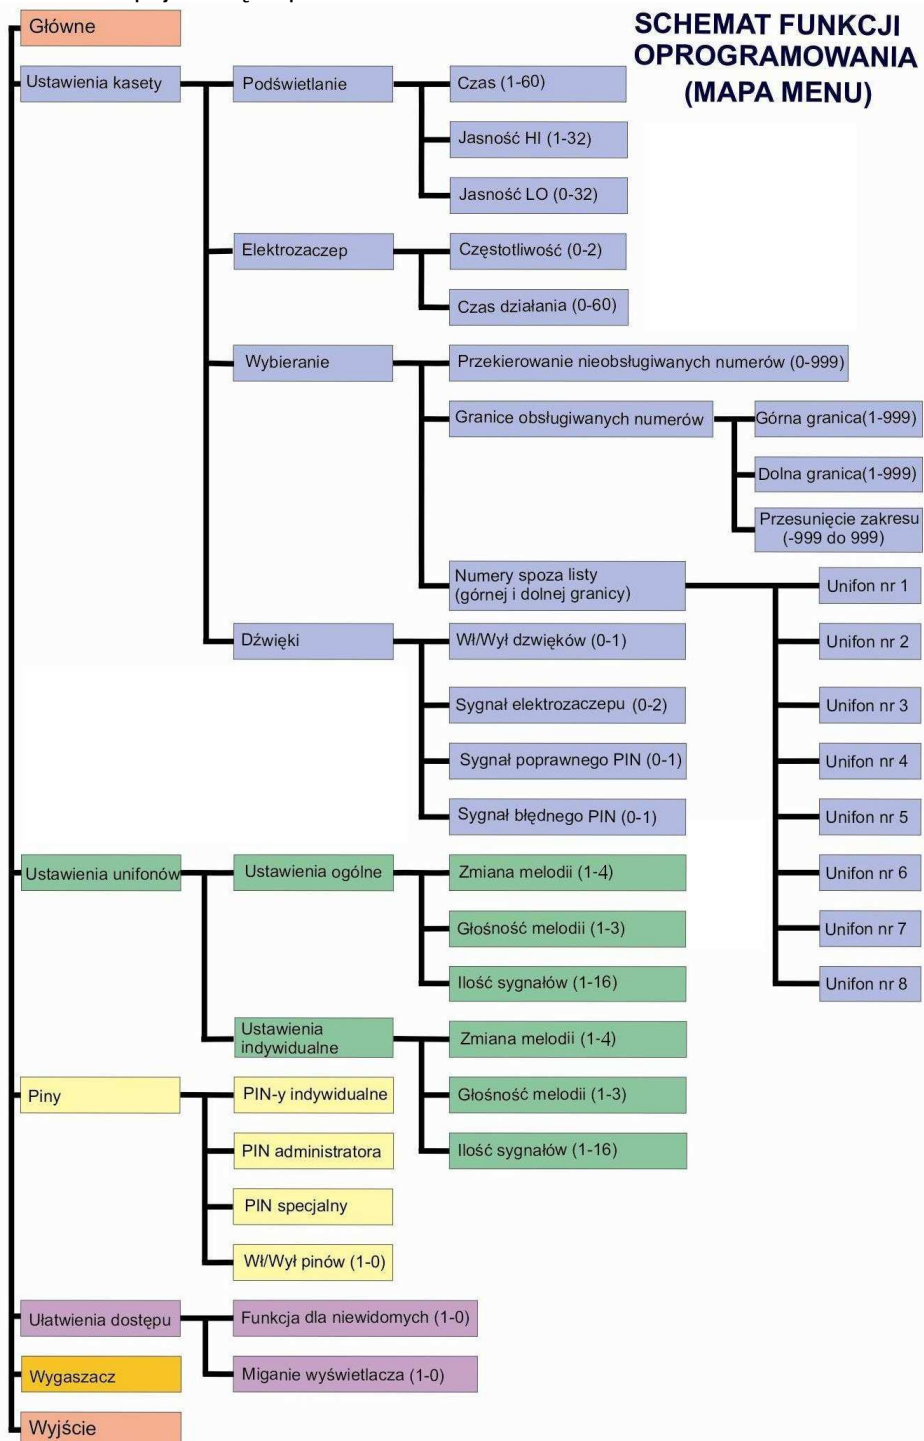 SCHEMAT FUNKCJI
OPROGRAMOWANIA
(MAPA MENU)
Główne
Ustawienia kasety
Podświetlanie
Czas (1-60)
Jasność HI (1-32)
Jasność LO (0-32)
Elektrozaczep
Częstotliwość (0-2)
Czas działania (0-60)
Wybieranie
Przekierowanie nieobsługiwanych numerów (0-999)
Granice obsługiwanych numerów
Górna granica(1-999)
Dolna granica(1-999)
Przesunięcie zakresu
(-999 do 999)
Numery spoza listy
(górnej i dolnej granicy)
Unifon nr 1
Unifon nr 2
Unifon nr 3
Unifon nr 4
Unifon nr 5
Unifon nr 6
Unifon nr 7
Unifon nr 8
Dźwięki
Wł/Wył dzwięków (0-1)
Sygnał elektrozaczepu (0-2)
Sygnał poprawnego PIN (0-1)
Sygnał błędnego PIN (0-1)
Ustawienia unifonów
Ustawienia ogólne
Zmiana melodii (1-4)
Głośność melodii (1-3)
Ilość sygnałów (1-16)
Ustawienia
indywidualne
Zmiana melodii (1-4)
Głośność melodii (1-3)
Ilość sygnałów (1-16)
Piny
PIN-y indywidualne
PIN administratora
PIN specjalny
Wł/Wył pinów (1-0)
Ułatwienia dostępu
Funkcja dla niewidomych (1-0)
Miganie wyświetlacza (1-0)
Wygaszacz
Wyjście